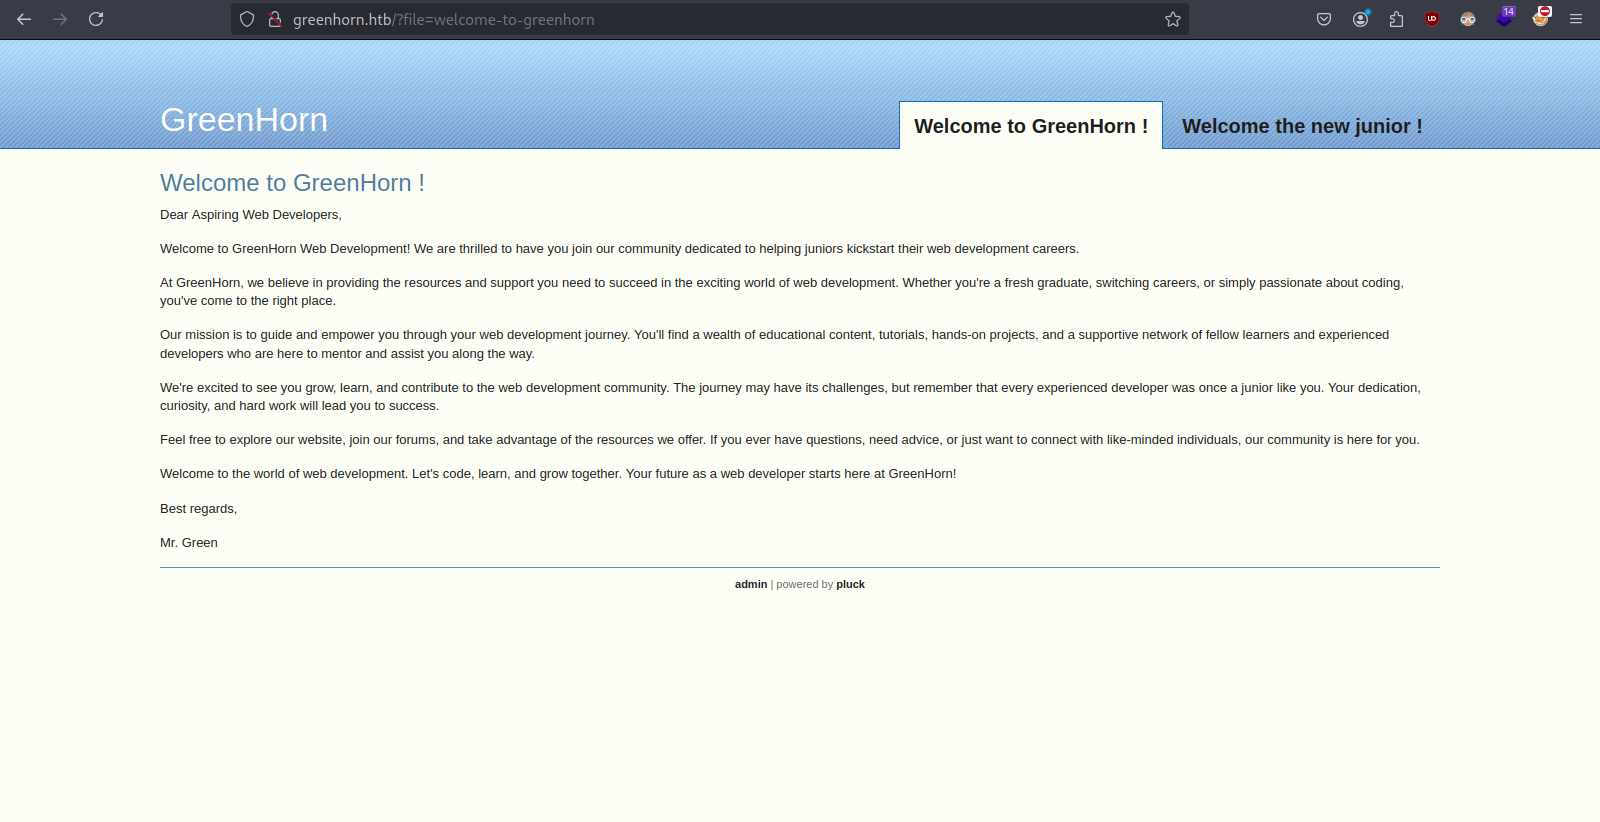 greenhorn.htb/?file=welcome-to-greenhorn
14
GreenHorn
Welcome to GreenHorn !
Welcome the new junior !
Welcome to GreenHorn !
Dear Aspiring Web Developers,
Welcome to GreenHorn Web Development! We are thrilled to have you join our community dedicated to helping juniors kickstart their web development careers.
At GreenHorn, we believe in providing the resources and support you need to succeed in the exciting world of web development. Whether you're a fresh graduate, switching careers, or simply passionate about coding,
you've come to the right place.
Our mission is to guide and empower you through your web development journey. You'll find a wealth of educational content, tutorials, hands-on projects, and a supportive network of fellow learners and experienced
developers who are here to mentor and assist you along the way.
We're excited to see you grow, learn, and contribute to the web development community. The journey may have its challenges, but remember that every experienced developer was once a junior like you. Your dedication,
curiosity, and hard work will lead you to success.
Feel free to explore our website, join our forums, and take advantage of the resources we offer. If you ever have questions, need advice, or just want to connect with like-minded individuals, our community is here for you.
Welcome to the world of web development. Let's code, learn, and grow together. Your future as a web developer starts here at GreenHorn!
Best regards,
Mr. Green
admin | powered by pluck